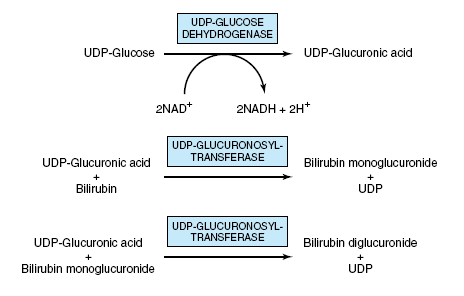 UDP-GLUCOSE
DEHYDROGENASE
UDP-Glucose
UDP-Glucuronic acid
2NAD⁺
2NADH + 2H⁺
UDP-GLUCURONOSYL-
TRANSFERASE
UDP-Glucuronic acid
+
Bilirubin
Bilirubin monoglucuronide
+
UDP
UDP-GLUCURONOSYL-
TRANSFERASE
UDP-Glucuronic acid
+
Bilirubin monoglucuronide
Bilirubin diglucuronide
+
UDP